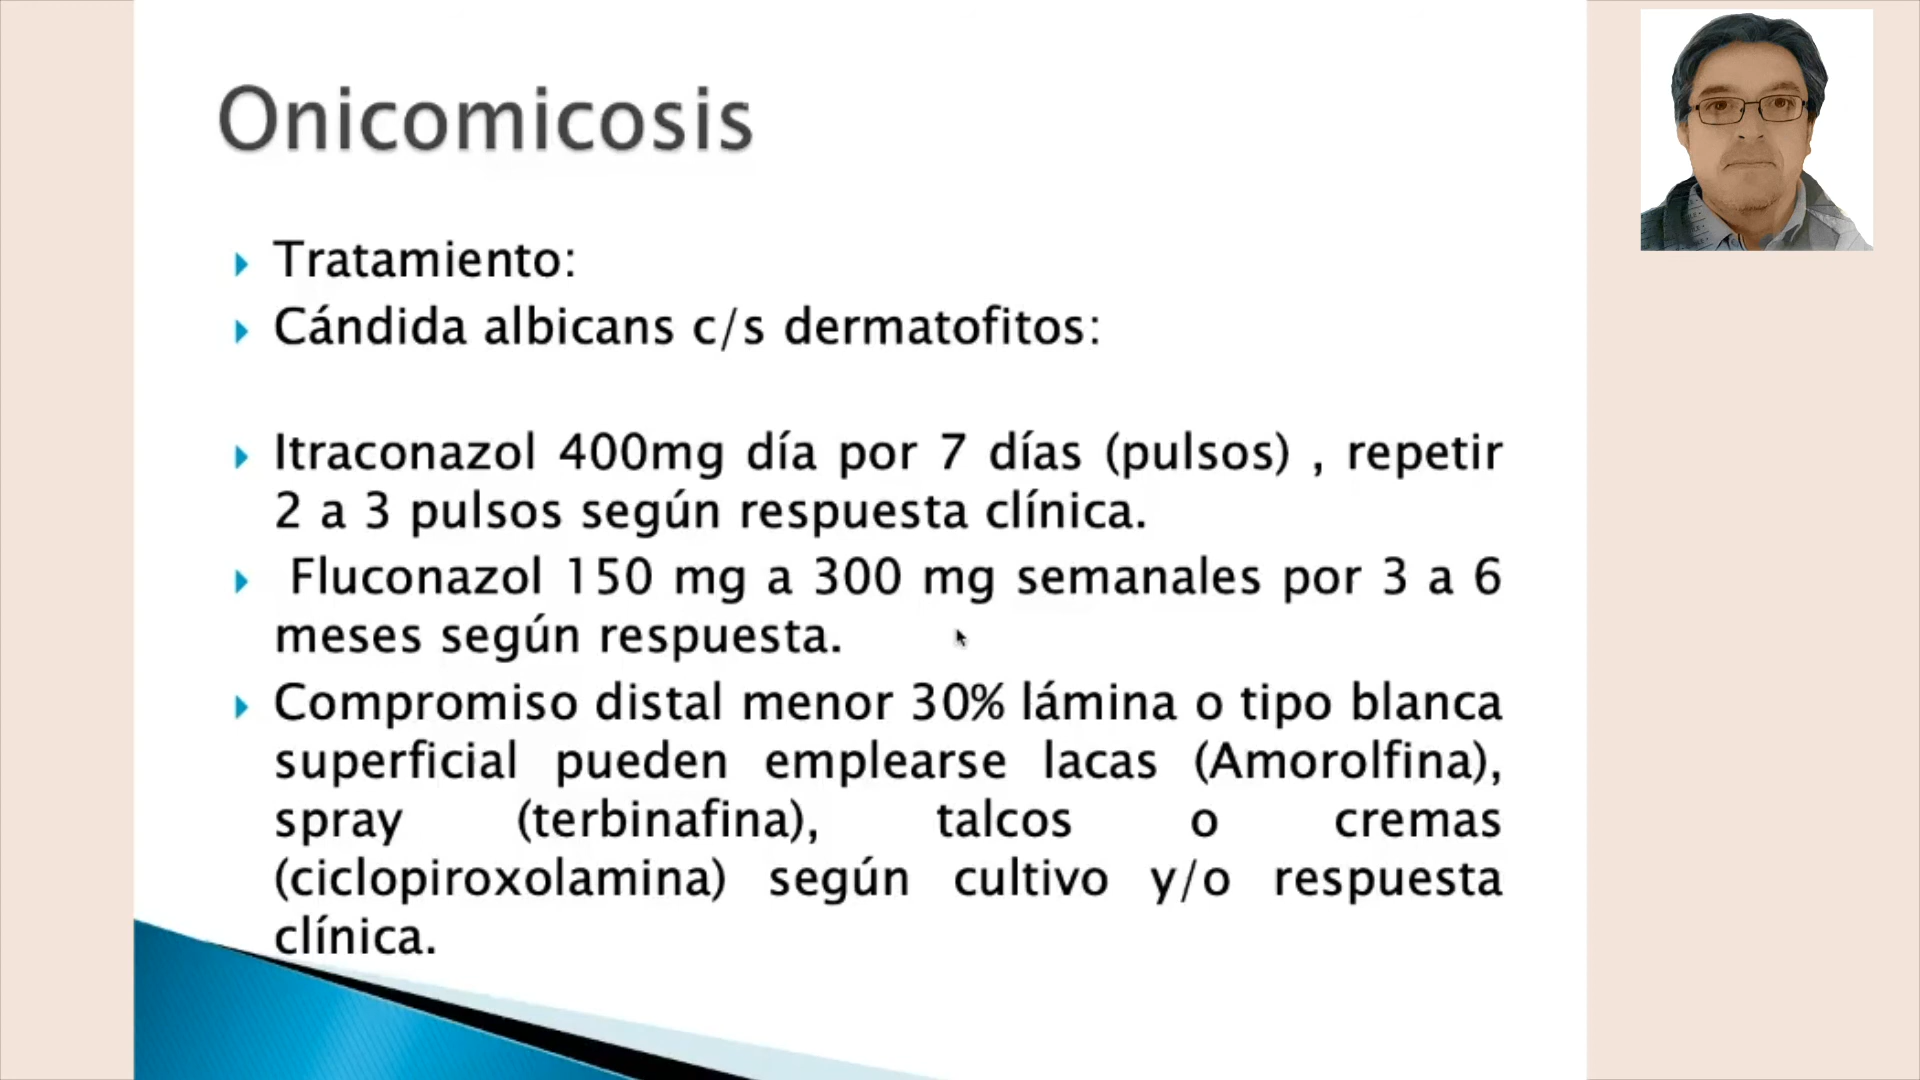 Onicomicosis
Tratamiento:
Cándida albicans c/s dermatofitos:
Itraconazol 400mg día por 7 días (pulsos) , repetir
2 a 3 pulsos según respuesta clínica.
Fluconazol 150 mg a 300 mg semanales por 3 a 6
meses según respuesta.
Compromiso distal menor 30% lámina o tipo blanca
superficial pueden emplearse lacas (Amorolfina),
spray (terbinafina), talcos o cremas
(ciclopiroxolamina) según cultivo y/o respuesta
clínica.